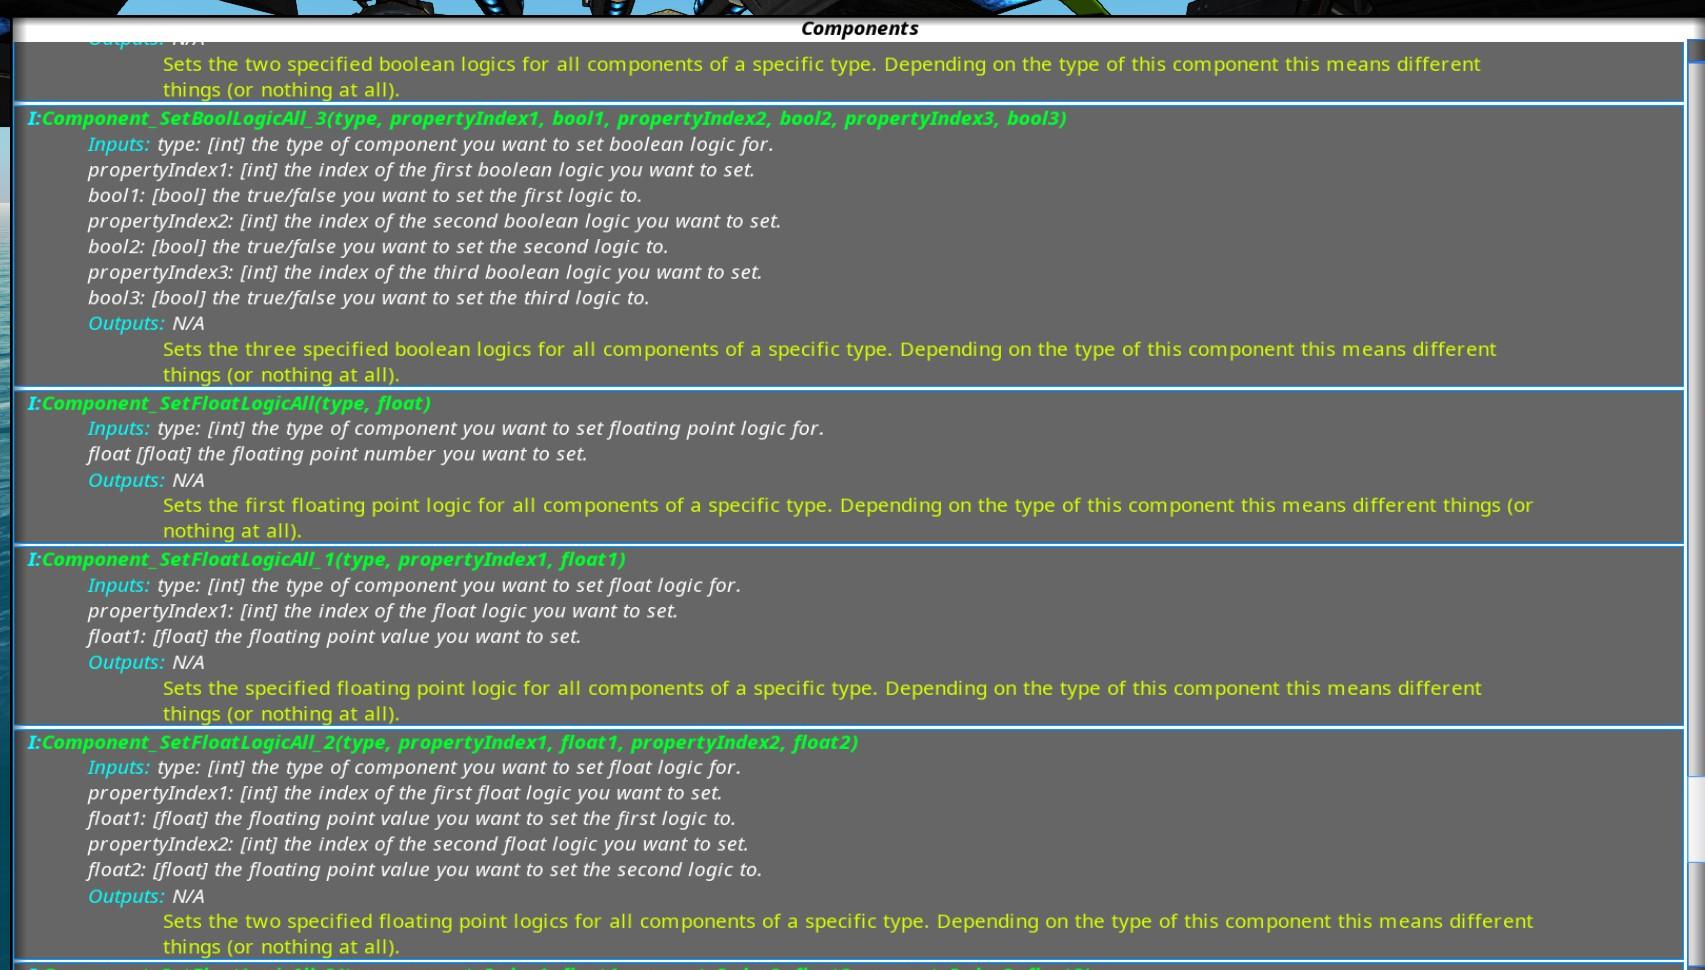 Components
Outputs: N/A
Sets the two specified boolean logics for all components of a specific type. Depending on the type of this component this means different
things (or nothing at all).
I:Component_SetBoolLogicAll_3(type, propertyIndex1, bool1, propertyIndex2, bool2, propertyIndex3, bool3)
Inputs: type: [int] the type of component you want to set boolean logic for.
propertyIndex1: [int] the index of the first boolean logic you want to set.
bool1: [bool] the true/false you want to set the first logic to.
propertyIndex2: [int] the index of the second boolean logic you want to set.
bool2: [bool] the true/false you want to set the second logic to.
propertyIndex3: [int] the index of the third boolean logic you want to set.
bool3: [bool] the true/false you want to set the third logic to.
Outputs: N/A
Sets the three specified boolean logics for all components of a specific type. Depending on the type of this component this means different
things (or nothing at all).
I:Component_SetFloatLogicAll(type, float)
Inputs: type: [int] the type of component you want to set floating point logic for.
float [float] the floating point number you want to set.
Outputs: N/A
Sets the first floating point logic for all components of a specific type. Depending on the type of this component this means different things (or
nothing at all).
I:Component_SetFloatLogicAll_1(type, propertyIndex1, float1)
Inputs: type: [int] the type of component you want to set float logic for.
propertyIndex1: [int] the index of the float logic you want to set.
float1: [float] the floating point value you want to set.
Outputs: N/A
Sets the specified floating point logic for all components of a specific type. Depending on the type of this component this means different
things (or nothing at all).
I:Component_SetFloatLogicAll_2(type, propertyIndex1, float1, propertyIndex2, float2)
Inputs: type: [int] the type of component you want to set float logic for.
propertyIndex1: [int] the index of the first float logic you want to set.
float1: [float] the floating point value you want to set the first logic to.
propertyIndex2: [int] the index of the second float logic you want to set.
float2: [float] the floating point value you want to set the second logic to.
Outputs: N/A
Sets the two specified floating point logics for all components of a specific type. Depending on the type of this component this means different
things (or nothing at all).